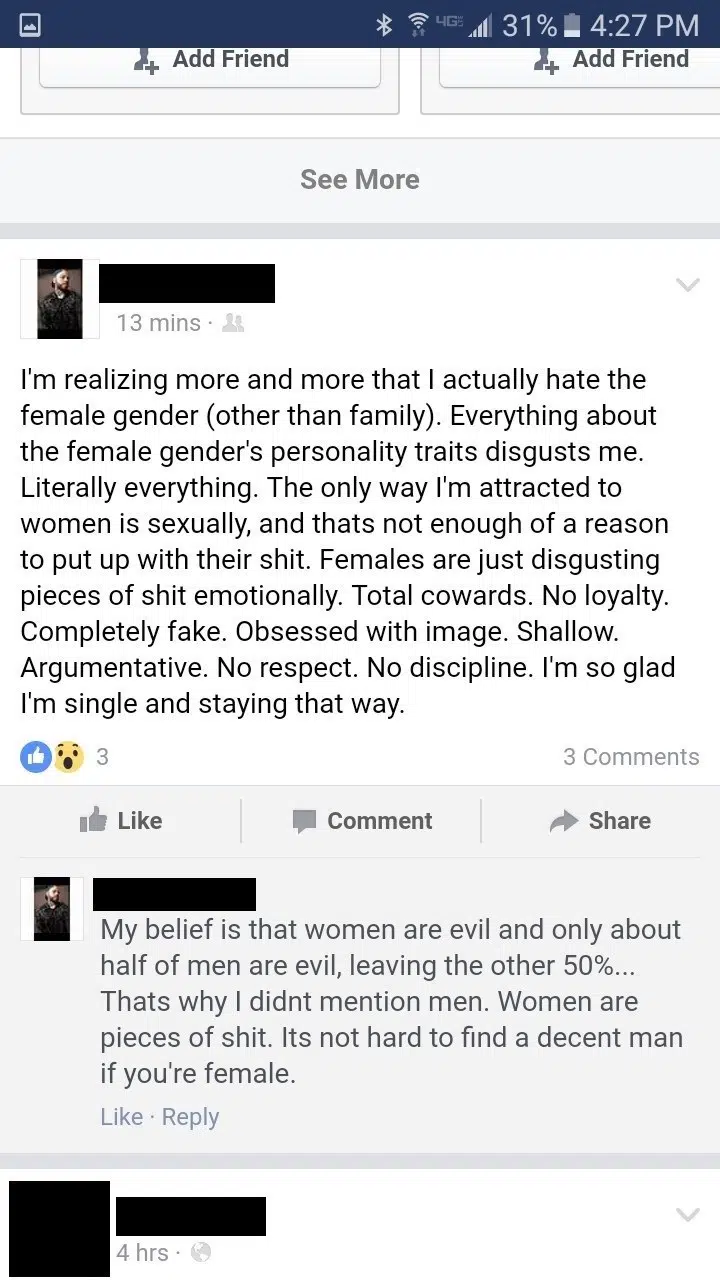 4G 31% 4:27 PM
Add Friend Add Friend
See More
13 mins ·
I'm realizing more and more that I actually hate the
female gender (other than family). Everything about
the female gender's personality traits disgusts me.
Literally everything. The only way I'm attracted to
women is sexually, and thats not enough of a reason
to put up with their shit. Females are just disgusting
pieces of shit emotionally. Total cowards. No loyalty.
Completely fake. Obsessed with image. Shallow.
Argumentative. No respect. No discipline. I'm so glad
I'm single and staying that way.
3 3 Comments
Like Comment Share
My belief is that women are evil and only about
half of men are evil, leaving the other 50%...
Thats why I didnt mention men. Women are
pieces of shit. Its not hard to find a decent man
if you're female.
Like · Reply
4 hrs ·